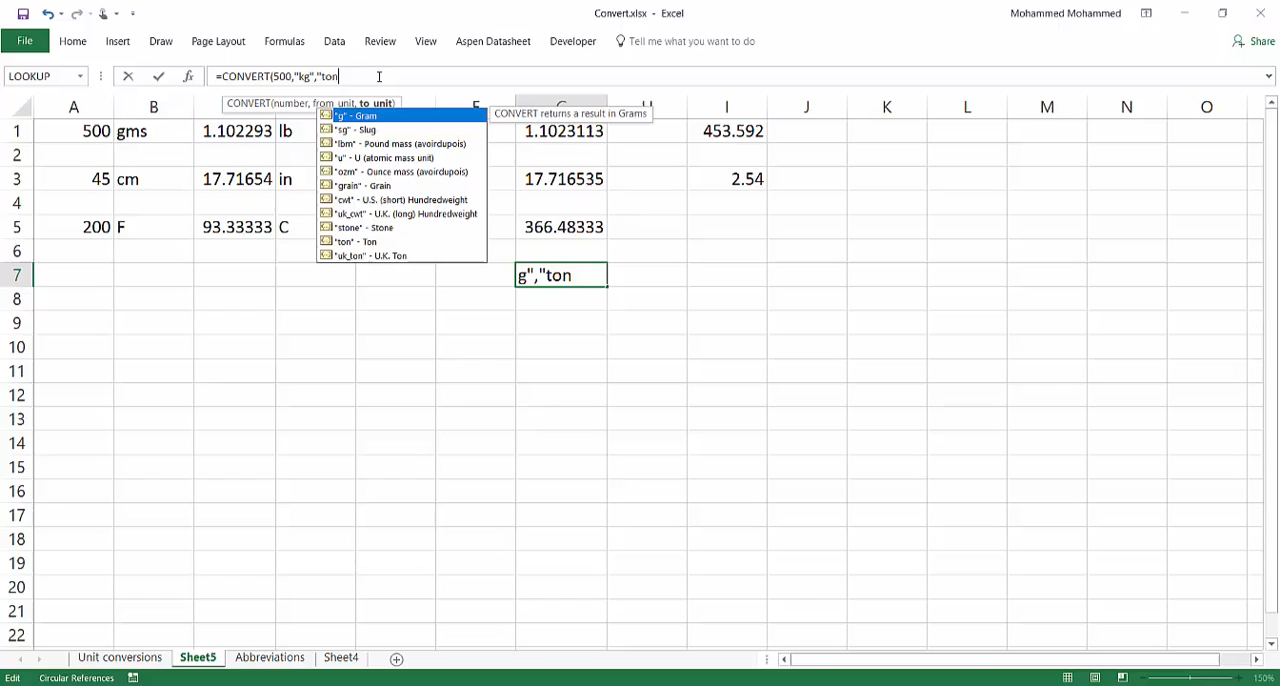 Convert.xlsx - Excel
Mohammed Mohammed
File Home Insert Draw Page Layout Formulas Data Review View Aspen Datasheet Developer Tell me what you want to do Share
LOOKUP fx =CONVERT(500,"kg","ton
CONVERT(number, from_unit, to_unit)
A B I J K L M N O
"g" - Gram CONVERT returns a result in Grams
1 500 gms 1.102293 lb 1.1023113 453.592
"sg" - Slug
"lbm" - Pound mass (avoirdupois)
2 "u" - U (atomic mass unit)
"ozm" - Ounce mass (avoirdupois)
3 45 cm 17.71654 in 17.716535 2.54
"grain" - Grain
"cwt" - U.S. (short) Hundredweight
4
"uk_cwt" - U.K. (long) Hundredweight
5 200 F 93.33333 C 366.48333
"stone" - Stone
"ton" - Ton
6
"uk_ton" - U.K. Ton
7 g","ton
8
9
10
11
12
13
14
15
16
17
18
19
20
21
22
Unit conversions Sheet5 Abbreviations Sheet4
Edit Circular References 150%